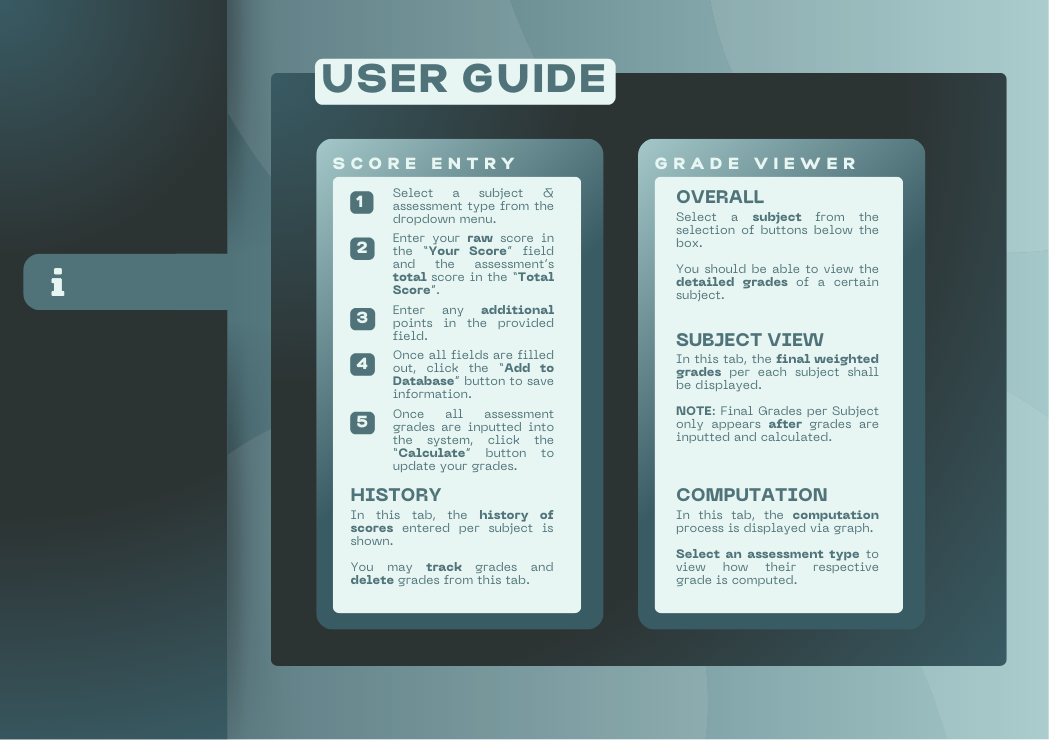 USER GUIDE
SCORE ENTRY
1
Select a subject &
assessment type from the
dropdown menu.
2
Enter your raw score in
the "Your Score" field
and the assessment's
total score in the "Total
Score".
3
Enter any additional
points in the provided
field.
4
Once all fields are filled
out, click the "Add to
Database" button to save
information.
5
Once all assessment
grades are inputted into
the system, click the
"Calculate" button to
update your grades.
HISTORY
In this tab, the history of
scores entered per subject is
shown.
You may track grades and
delete grades from this tab.
GRADE VIEWER
OVERALL
Select a subject from the
selection of buttons below the
box.
You should be able to view the
detailed grades of a certain
subject.
SUBJECT VIEW
In this tab, the final weighted
grades per each subject shall
be displayed.
NOTE: Final Grades per Subject
only appears after grades are
inputted and calculated.
COMPUTATION
In this tab, the computation
process is displayed via graph.
Select an assessment type to
view how their respective
grade is computed.
i